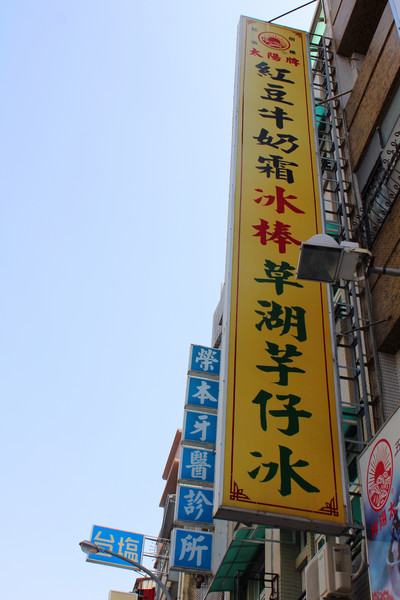 太陽牌
紅豆牛奶霜冰棒草湖芋仔冰
榮本牙醫診所
台塩